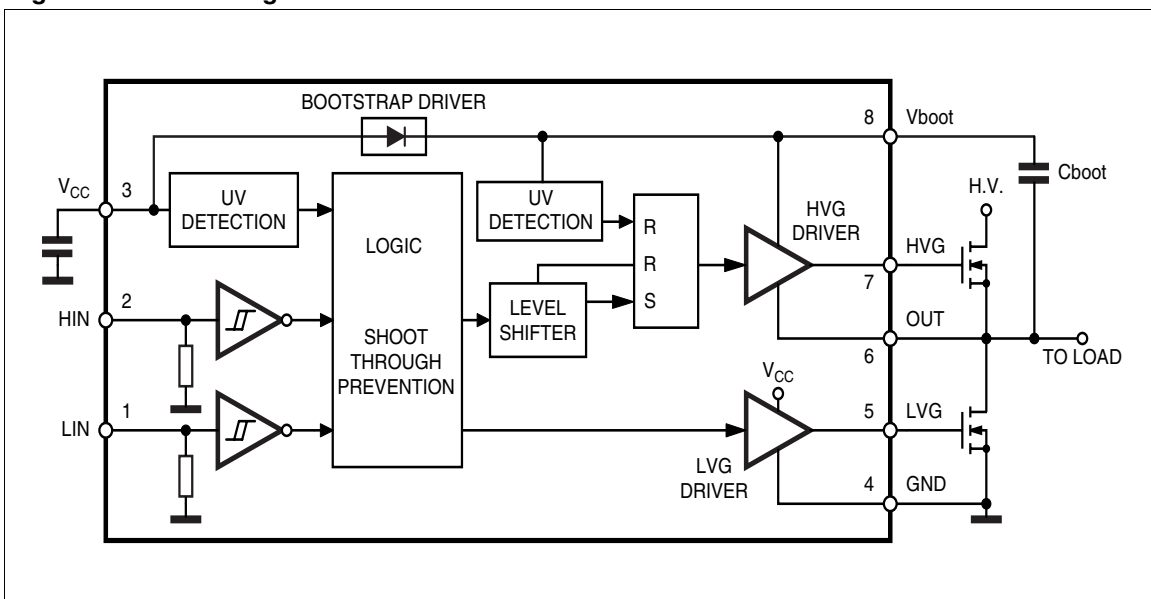 BOOTSTRAP DRIVER
8
Vboot
Cboot
H.V.
VCC
3
UV
DETECTION
UV
DETECTION
LOGIC
SHOOT
THROUGH
PREVENTION
R
R
S
HVG
DRIVER
HVG
7
HIN
2
LEVEL
SHIFTER
OUT
6
TO LOAD
VCC
LIN
1
5
LVG
LVG
DRIVER
4
GND